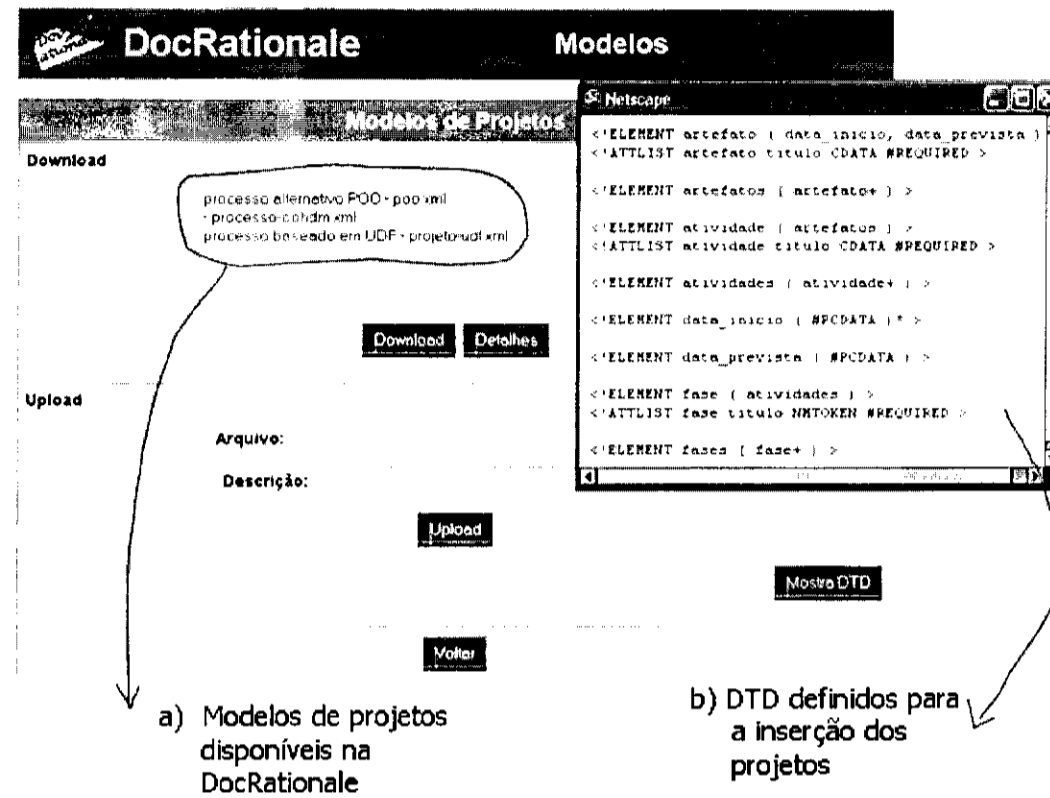 DocRationale
Modelos
Modelos de Projetos
Download
processo alternativo POO - poo.xml
- processo-oohdm.xml
processo baseado em UDF - projeto-udf.xml
Download
Detalhes
Upload
Arquivo:
Descrição:
Upload
Mostra DTD
Voltar
Netscape
<!ELEMENT artefato ( data_inicio, data_prevista )
<!ATTLIST artefato titulo CDATA #REQUIRED >
<!ELEMENT artefatos ( artefato+ ) >
<!ELEMENT atividade ( artefatos ) >
<!ATTLIST atividade titulo CDATA #REQUIRED >
<!ELEMENT atividades ( atividade+ ) >
<!ELEMENT data_inicio ( #PCDATA )* >
<!ELEMENT data_prevista ( #PCDATA ) >
<!ELEMENT fase ( atividades ) >
<!ATTLIST fase titulo NMTOKEN #REQUIRED >
<!ELEMENT fases ( fase+ ) >
a) Modelos de projetos
disponíveis na
DocRationale
b) DTD definidos para
a inserção dos
projetos